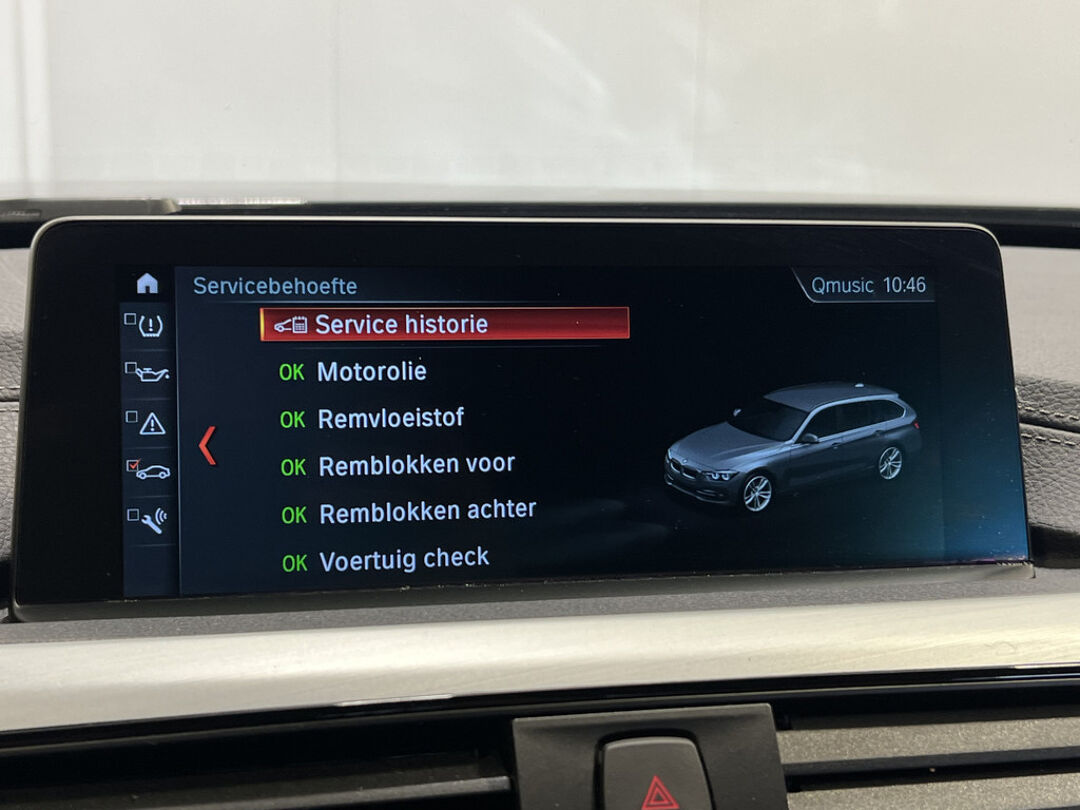 Servicebehoefte
Qmusic 10:46
Service historie
OK Motorolie
OK Remvloeistof
OK Remblokken voor
OK Remblokken achter
OK Voertuig check